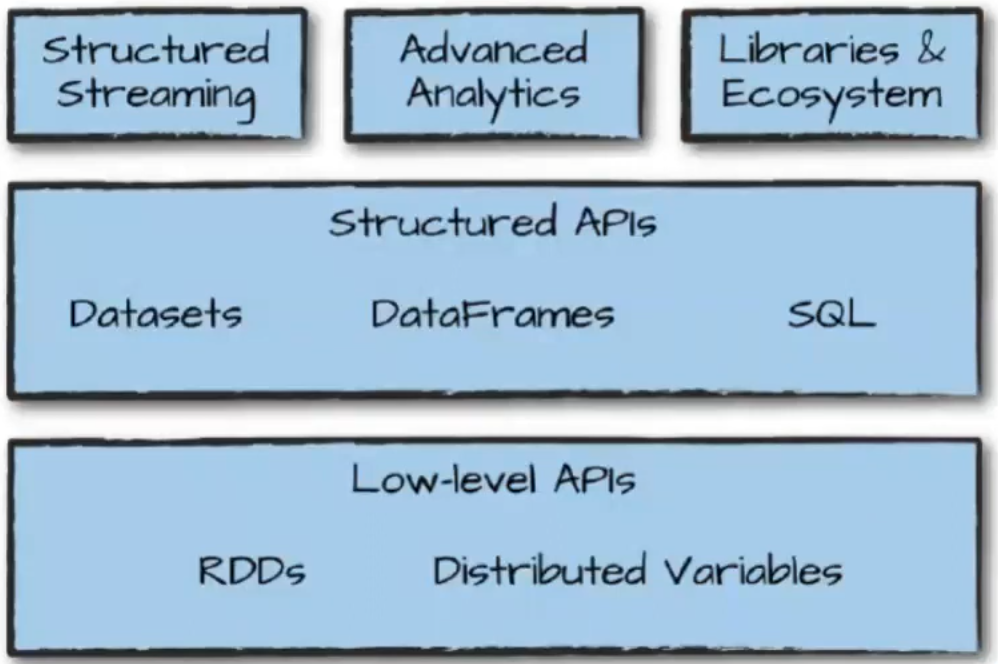 Structured
Streaming
Advanced
Analytics
Libraries &
Ecosystem
Structured APIs
Datasets DataFrames SQL
Low-level APIs
RDDs Distributed Variables